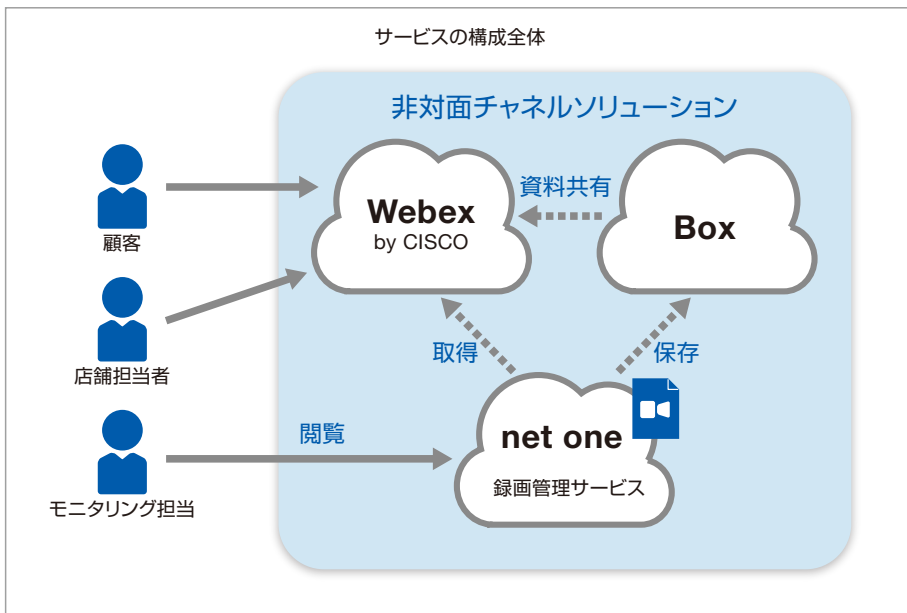 サービスの構成全体
非対面チャネルソリューション
顧客
店舗担当者
モニタリング担当
Webex
by CISCO
資料共有
Box
取得
保存
閲覧
net one
録画管理サービス